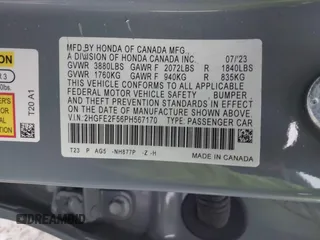 MFD.BY HONDA OF CANADA MFG.,
A DIVISION OF HONDA CANADA INC. 07/23
GVWR 3880LBS GAWR F 2072LBS R 1840LBS
GVWR 1760KG GAWR F 940KG R 835KG
THIS VEHICLE CONFORMS TO ALL APPLICABLE
FEDERAL MOTOR VEHICLE SAFETY, BUMPER, AND
THEFT PREVENTION STANDARDS IN EFFECT ON THE
DATE OF MANUFACTURE SHOWN ABOVE.
V.I.N.:2HGFE2F56PH567170 TYPE:PASSENGER CAR
T23 P AG5 -NH877P -Z -H
MADE IN CANADA
T20 A1
DREAMBID